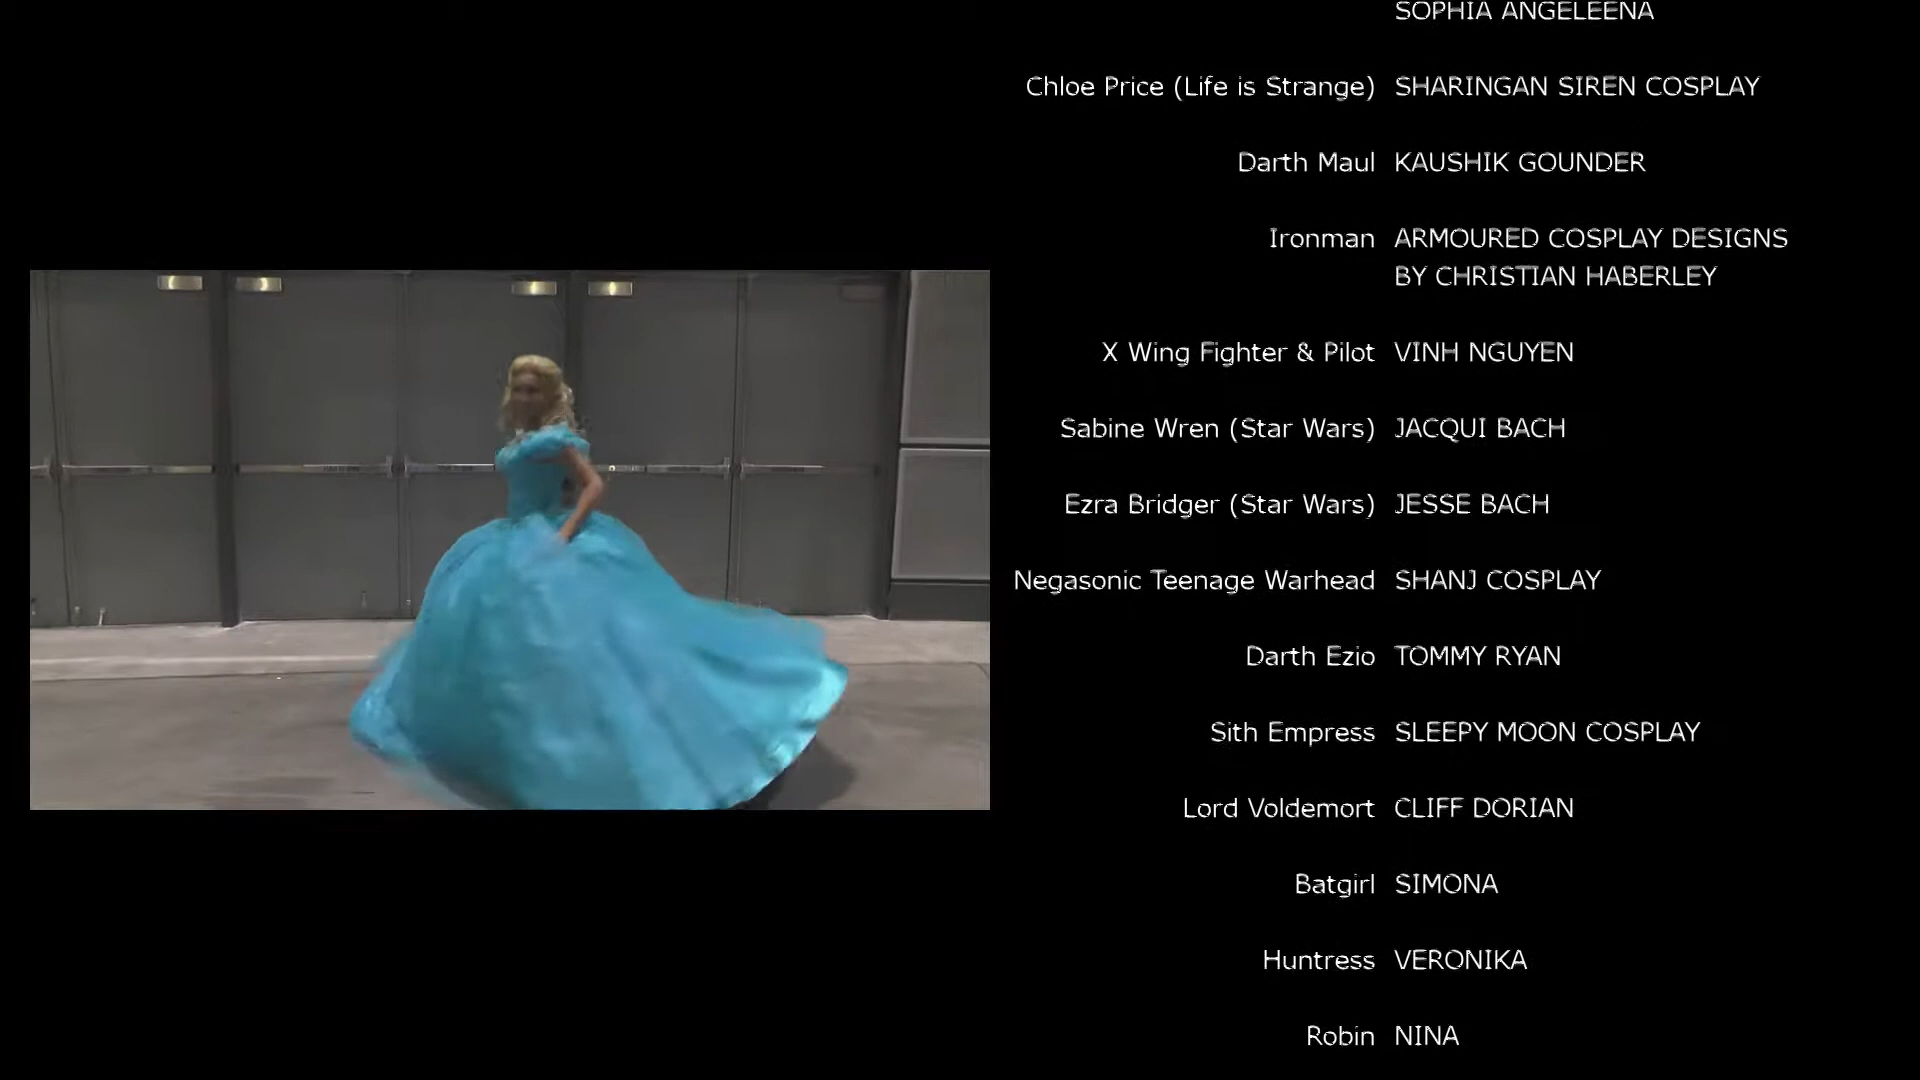 SOPHIA ANGELEENA
Chloe Price (Life is Strange) SHARINGAN SIREN COSPLAY
Darth Maul KAUSHIK GOUNDER
Ironman ARMOURED COSPLAY DESIGNS
BY CHRISTIAN HABERLEY
X Wing Fighter & Pilot VINH NGUYEN
Sabine Wren (Star Wars) JACQUI BACH
Ezra Bridger (Star Wars) JESSE BACH
Negasonic Teenage Warhead SHANJ COSPLAY
Darth Ezio TOMMY RYAN
Sith Empress SLEEPY MOON COSPLAY
Lord Voldemort CLIFF DORIAN
Batgirl SIMONA
Huntress VERONIKA
Robin NINA